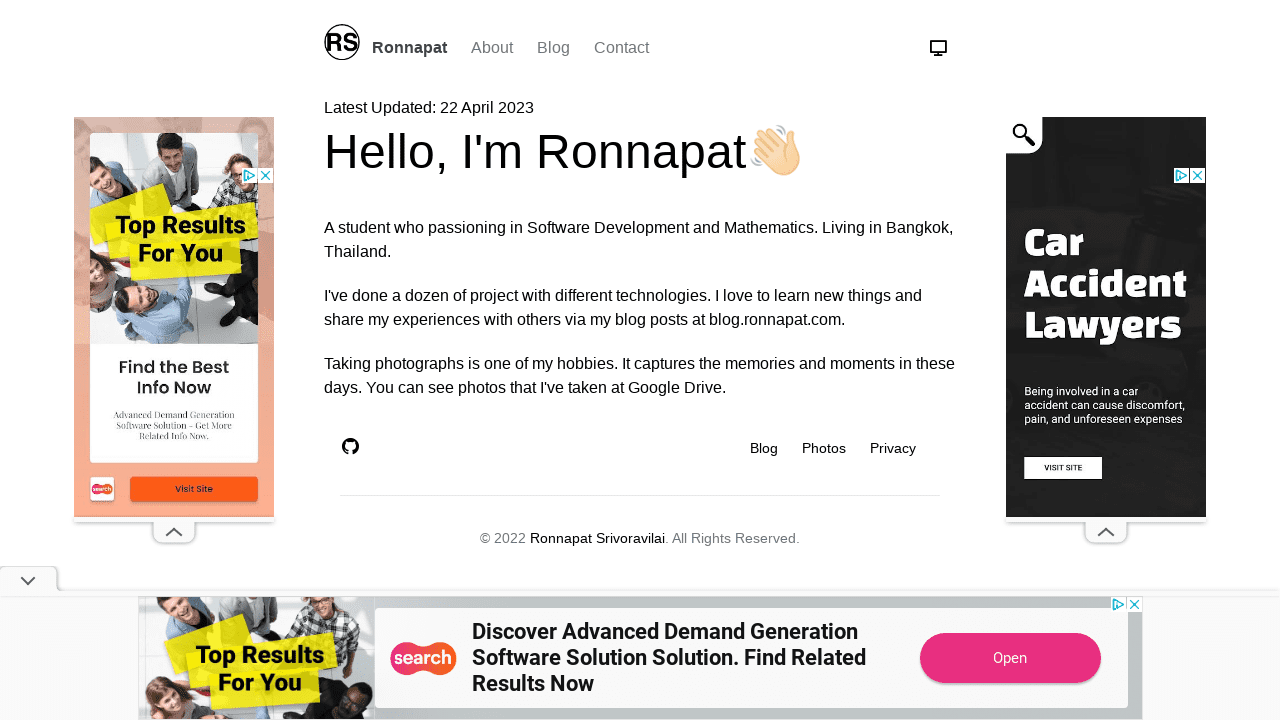 RS
Ronnapat
About
Blog
Contact
Latest Updated: 22 April 2023
Hello, I'm Ronnapat
A student who passioning in Software Development and Mathematics. Living in Bangkok,
Thailand.
I've done a dozen of project with different technologies. I love to learn new things and
share my experiences with others via my blog posts at blog.ronnapat.com.
Taking photographs is one of my hobbies. It captures the memories and moments in these
days. You can see photos that I've taken at Google Drive.
Blog
Photos
Privacy
© 2022 Ronnapat Srivoravilai. All Rights Reserved.
Top Results
For You
Find the Best
Info Now
Advanced Demand Generation
Software Solution - Get More
Related Info Now.
search
Visit Site
Car
Accident
Lawyers
Being involved in a car
accident can cause discomfort,
pain, and unforeseen expenses
VISIT SITE
Top Results
For You
search
Discover Advanced Demand Generation
Software Solution Solution. Find Related
Results Now
Open